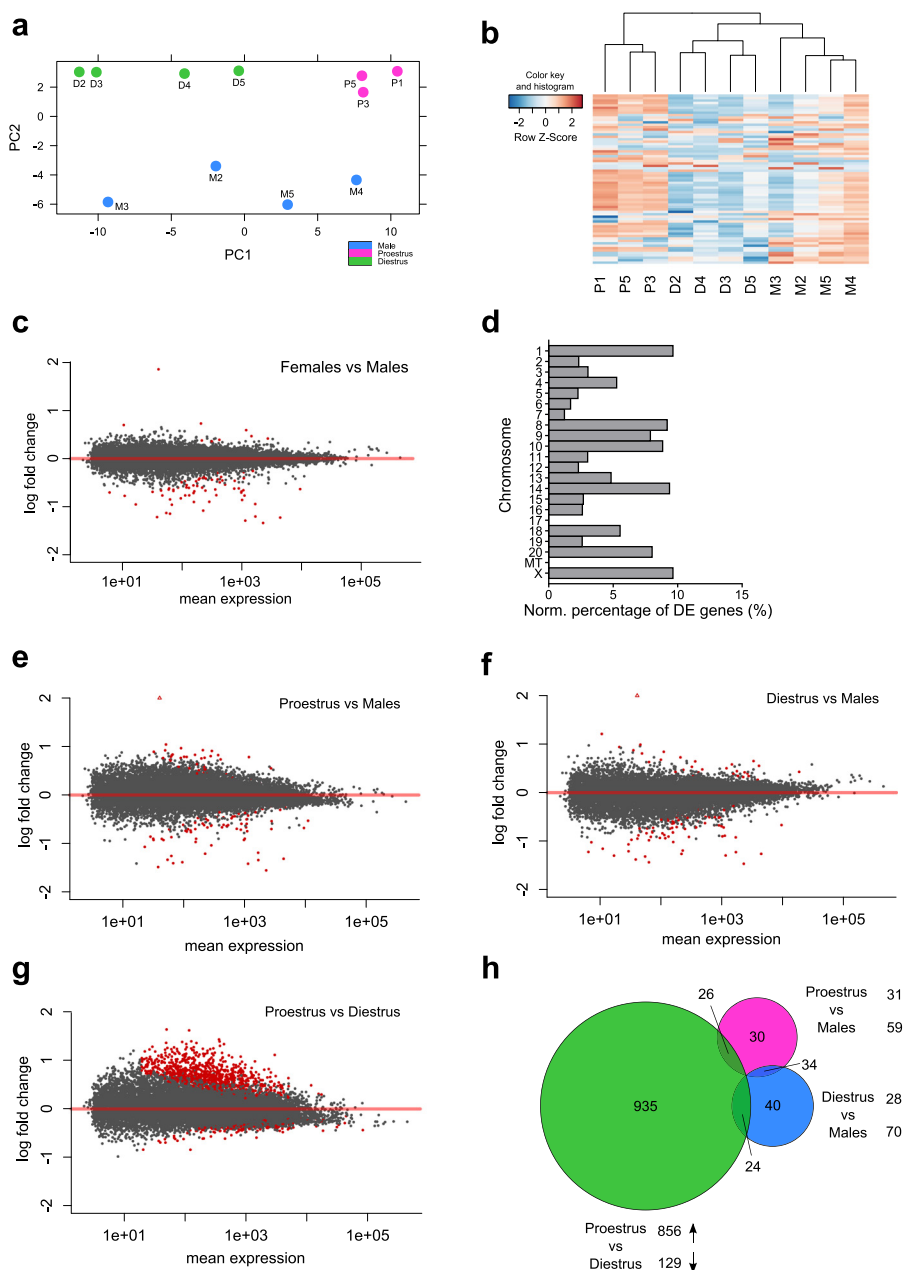 a
2
0
-2
-4
-6
PC2
D2
D3
D4
D5
P5
P3
P1
M3
M2
M5
M4
-10
-5
0
5
10
PC1
Male
Proestrus
Diestrus
b
Color key
and histogram
-2
0
2
Row Z-Score
P1
P5
P3
D2
D4
D3
D5
M3
M2
M5
M4
c
Females vs Males
2
1
0
-1
-2
log fold change
1e+01
1e+03
1e+05
mean expression
d
Chromosome
1
2
3
4
5
6
7
8
9
10
11
12
13
14
15
16
17
18
19
20
MT
X
0
5
10
15
Norm. percentage of DE genes (%)
e
Proestrus vs Males
2
1
0
-1
-2
log fold change
1e+01
1e+03
1e+05
mean expression
f
Diestrus vs Males
2
1
0
-1
-2
log fold change
1e+01
1e+03
1e+05
mean expression
g
Proestrus vs Diestrus
2
1
0
-1
-2
log fold change
1e+01
1e+03
1e+05
mean expression
h
26
30
34
935
40
24
Proestrus
vs
Males
31
59
Diestrus
vs
Males
28
70
Proestrus
vs
Diestrus
856
129